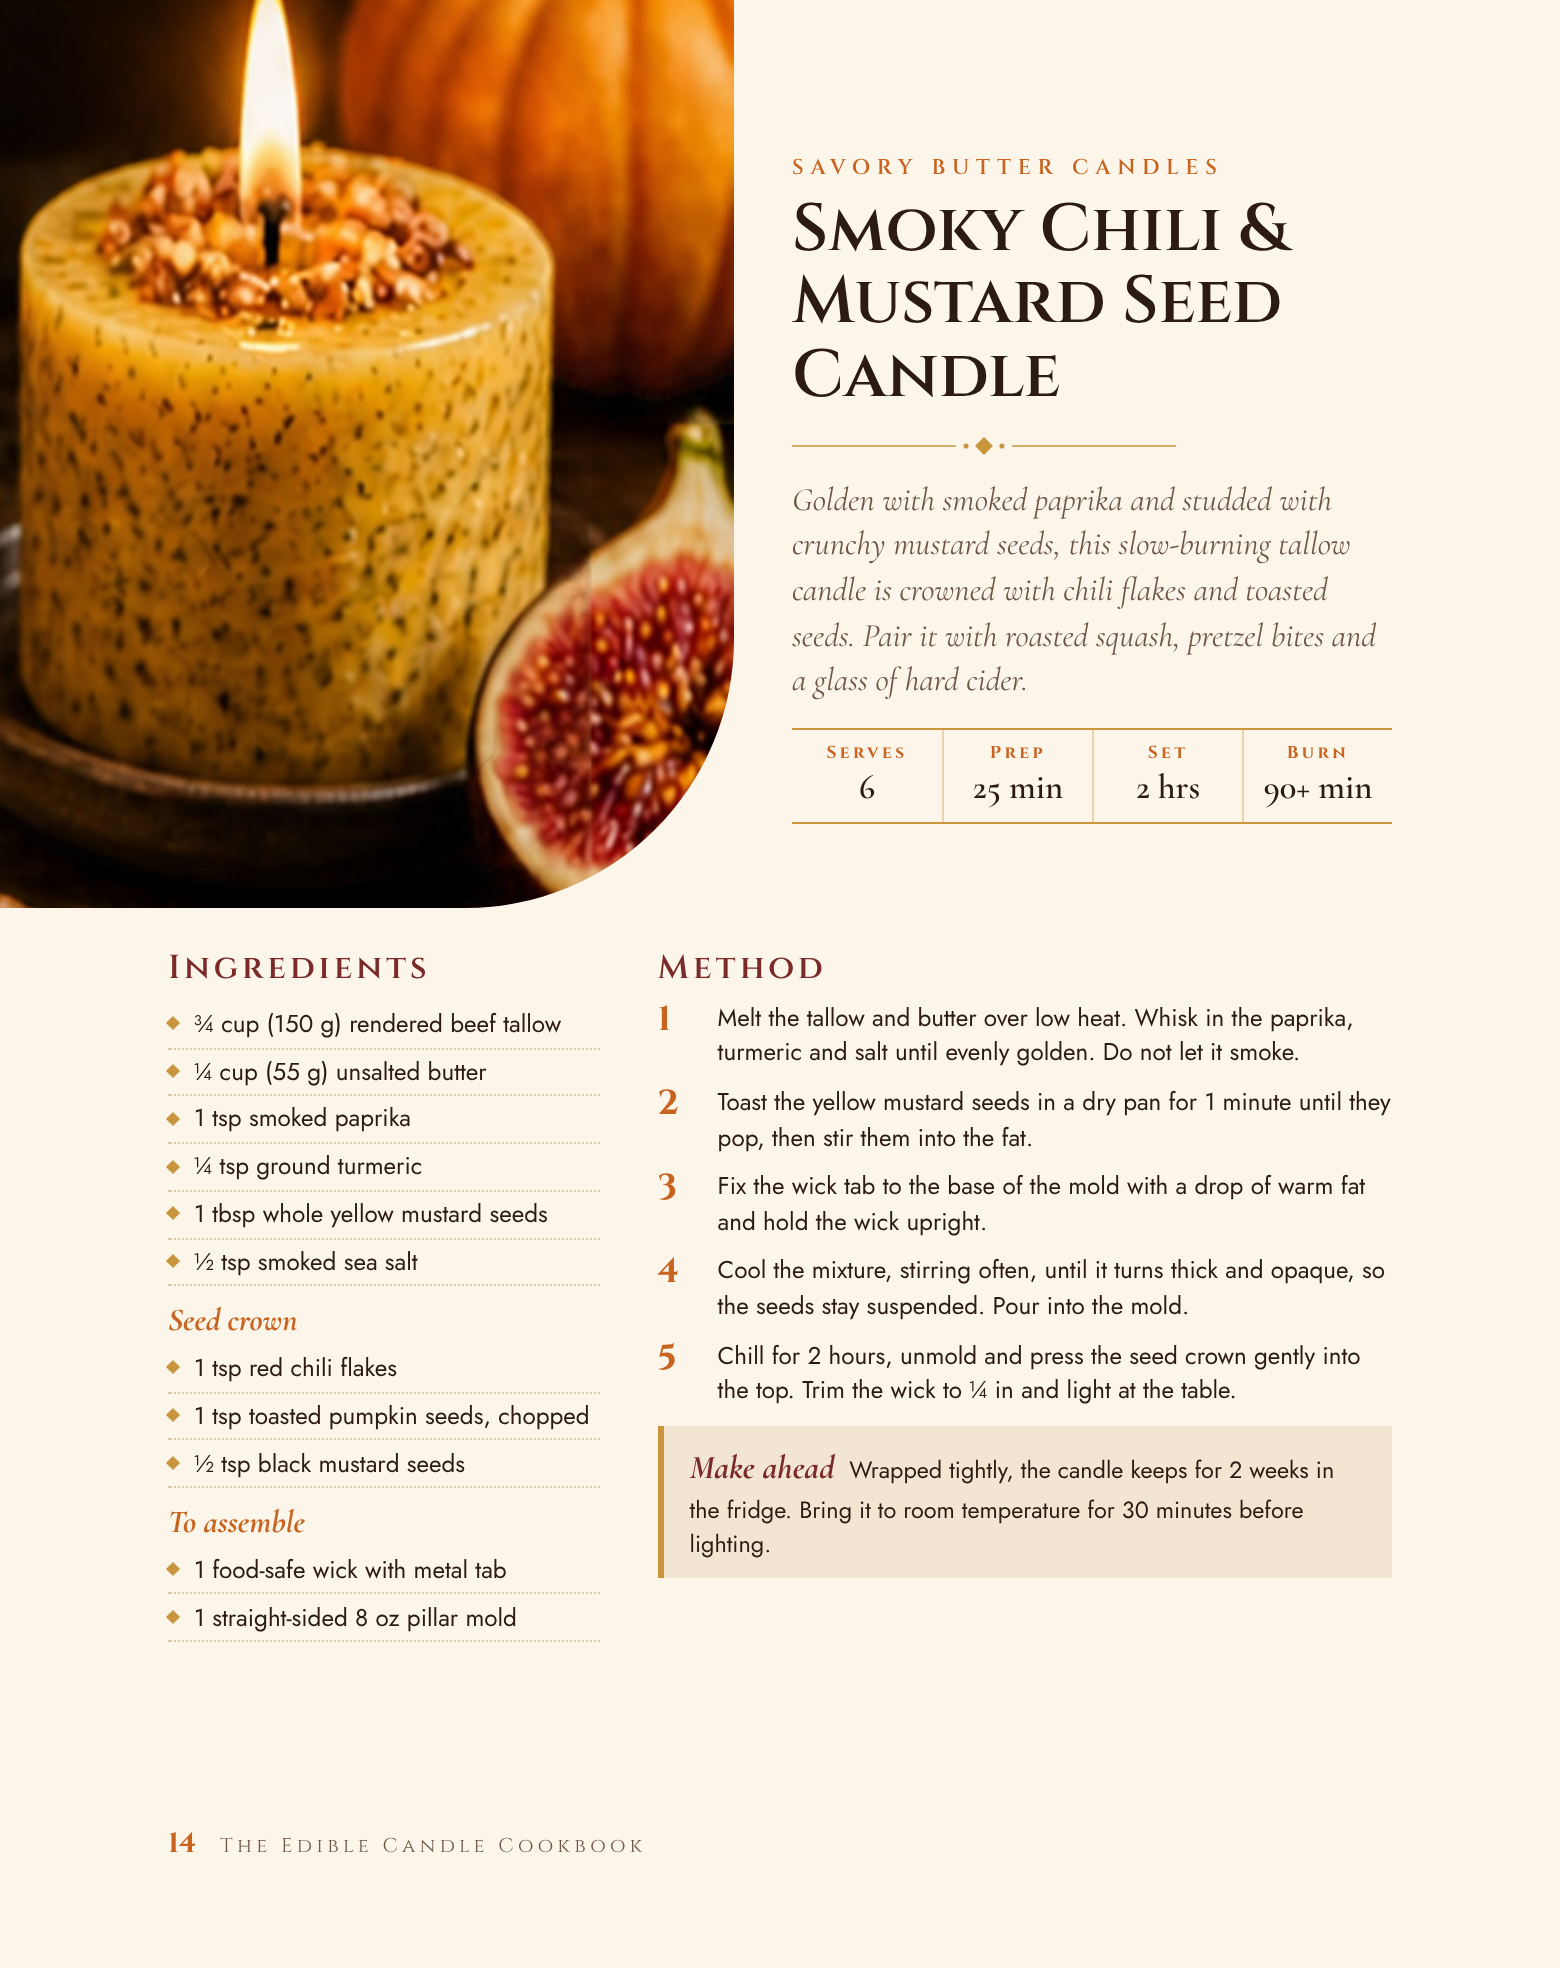 SAVORY BUTTER CANDLES
Smoky Chili &
Mustard Seed
Candle
Golden with smoked paprika and studded with
crunchy mustard seeds, this slow-burning tallow
candle is crowned with chili flakes and toasted
seeds. Pair it with roasted squash, pretzel bites and
a glass of hard cider.
Serves
6
Prep
25 min
Set
2 hrs
Burn
90+ min
Ingredients
¾ cup (150 g) rendered beef tallow
¼ cup (55 g) unsalted butter
1 tsp smoked paprika
¼ tsp ground turmeric
1 tbsp whole yellow mustard seeds
½ tsp smoked sea salt
Seed crown
1 tsp red chili flakes
1 tsp toasted pumpkin seeds, chopped
½ tsp black mustard seeds
To assemble
1 food-safe wick with metal tab
1 straight-sided 8 oz pillar mold
Method
1 Melt the tallow and butter over low heat. Whisk in the paprika,
turmeric and salt until evenly golden. Do not let it smoke.
2 Toast the yellow mustard seeds in a dry pan for 1 minute until they
pop, then stir them into the fat.
3 Fix the wick tab to the base of the mold with a drop of warm fat
and hold the wick upright.
4 Cool the mixture, stirring often, until it turns thick and opaque, so
the seeds stay suspended. Pour into the mold.
5 Chill for 2 hours, unmold and press the seed crown gently into
the top. Trim the wick to ¼ in and light at the table.
Make ahead Wrapped tightly, the candle keeps for 2 weeks in
the fridge. Bring it to room temperature for 30 minutes before
lighting.
14 The Edible Candle Cookbook